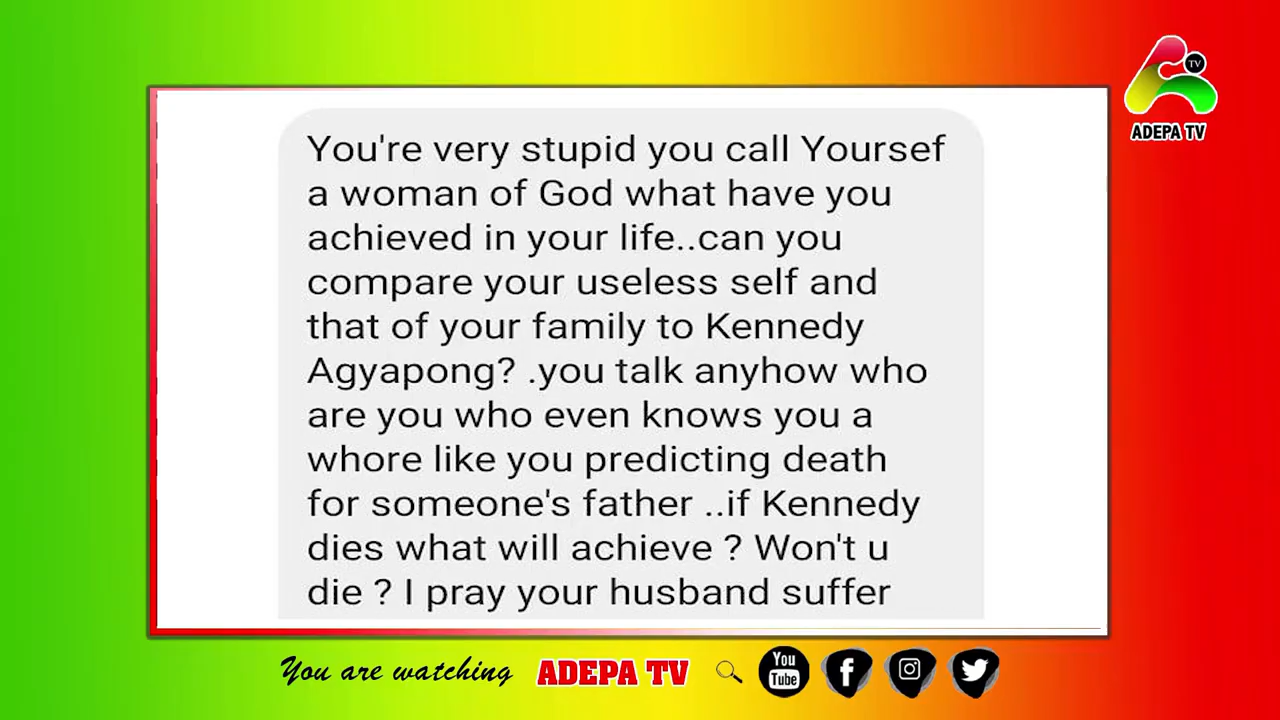 TV
ADEPA TV
You're very stupid you call Yoursef
a woman of God what have you
achieved in your life..can you
compare your useless self and
that of your family to Kennedy
Agyapong? .you talk anyhow who
are you who even knows you a
whore like you predicting death
for someone's father ..if Kennedy
dies what will achieve ? Won't u
die ? I pray your husband suffer
You are watching ADEPA TV You Tube